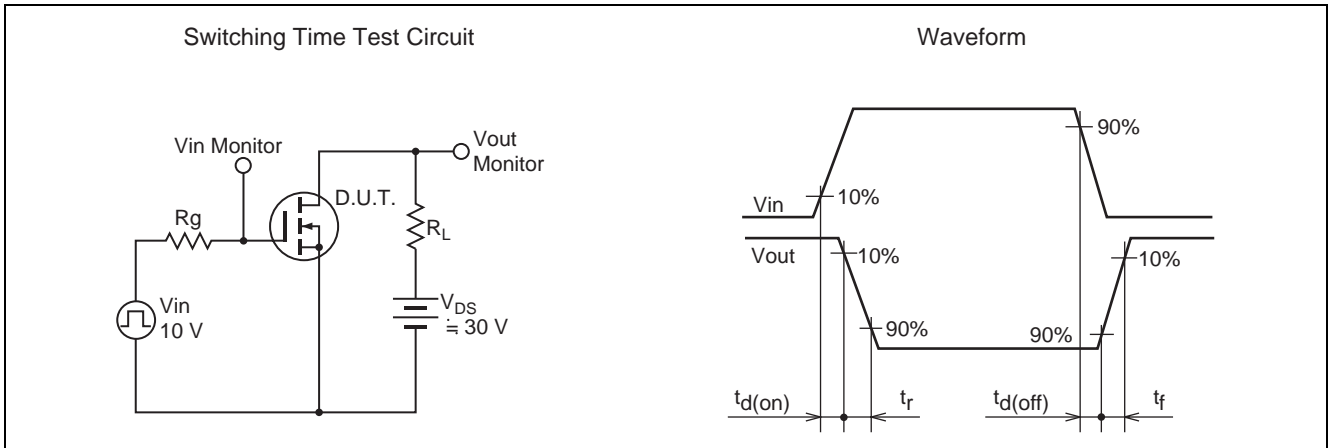 Switching Time Test Circuit
Vin Monitor
Vout
Monitor
D.U.T.
Rg
RL
Vin
10 V
VDS
≒ 30 V
Waveform
90%
10%
Vin
Vout
10%
10%
90%
90%
td(on)
tr
td(off)
tf